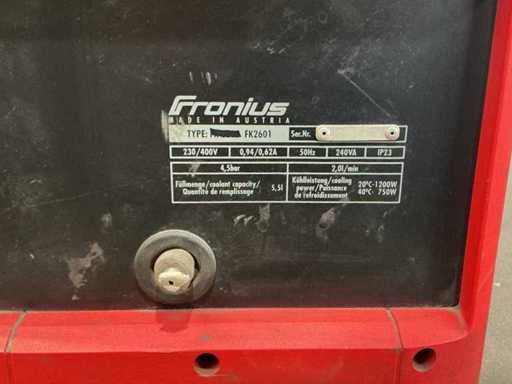 Fronius
MADE IN AUSTRIA
TYPE: FK2601 Ser.Nr.
230/400V 0,94/0,62A 50Hz 240VA IP23
4,5bar 2,0l/min
Füllmenge/coolant capacity/ Kühlleistung/cooling 20°C-1200W
Quantite de remplissage 5,5l power/Puissance 40°C- 750W
de refroidissement